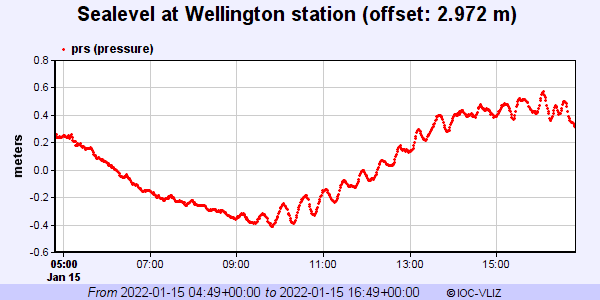 Sealevel at Wellington station (offset: 2.972 m)
prs (pressure)
0.8
0.6
0.4
0.2
0.0
-0.2
-0.4
-0.6
meters
05:00 07:00 09:00 11:00 13:00 15:00
Jan 15
From 2022-01-15 04:49+00:00 to 2022-01-15 16:49+00:00 © IOC-VLIZ